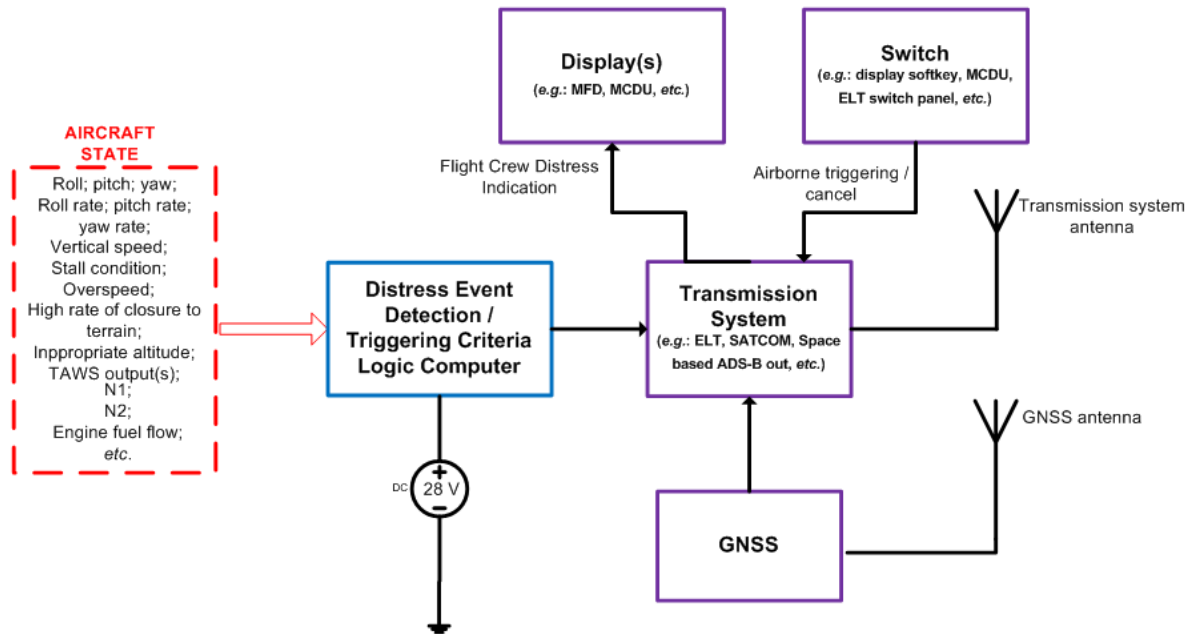 Display(s)
(e.g.: MFD, MCDU, etc.)
Switch
(e.g.: display softkey, MCDU,
ELT switch panel, etc.)
AIRCRAFT
STATE
Roll; pitch; yaw;
Roll rate; pitch rate;
yaw rate;
Vertical speed;
Stall condition;
Overspeed;
High rate of closure to
terrain;
Inppropriate altitude;
TAWS output(s);
N1;
N2;
Engine fuel flow;
etc.
Flight Crew Distress
Indication
Airborne triggering /
cancel
Transmission system
antenna
Distress Event
Detection /
Triggering Criteria
Logic Computer
Transmission
System
(e.g.: ELT, SATCOM, Space
based ADS-B out, etc.)
GNSS antenna
DC
+
28 V
−
GNSS